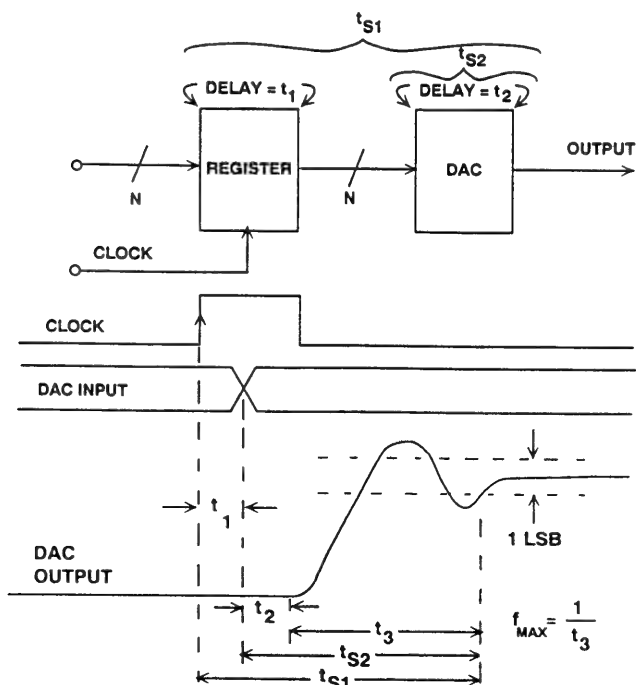 tS1
tS2
DELAY = t1
DELAY = t2
OUTPUT
REGISTER
DAC
N
N
CLOCK
CLOCK
DAC INPUT
t1
1 LSB
DAC
OUTPUT
t2
t3
fMAX = 1/t3
tS2
tS1